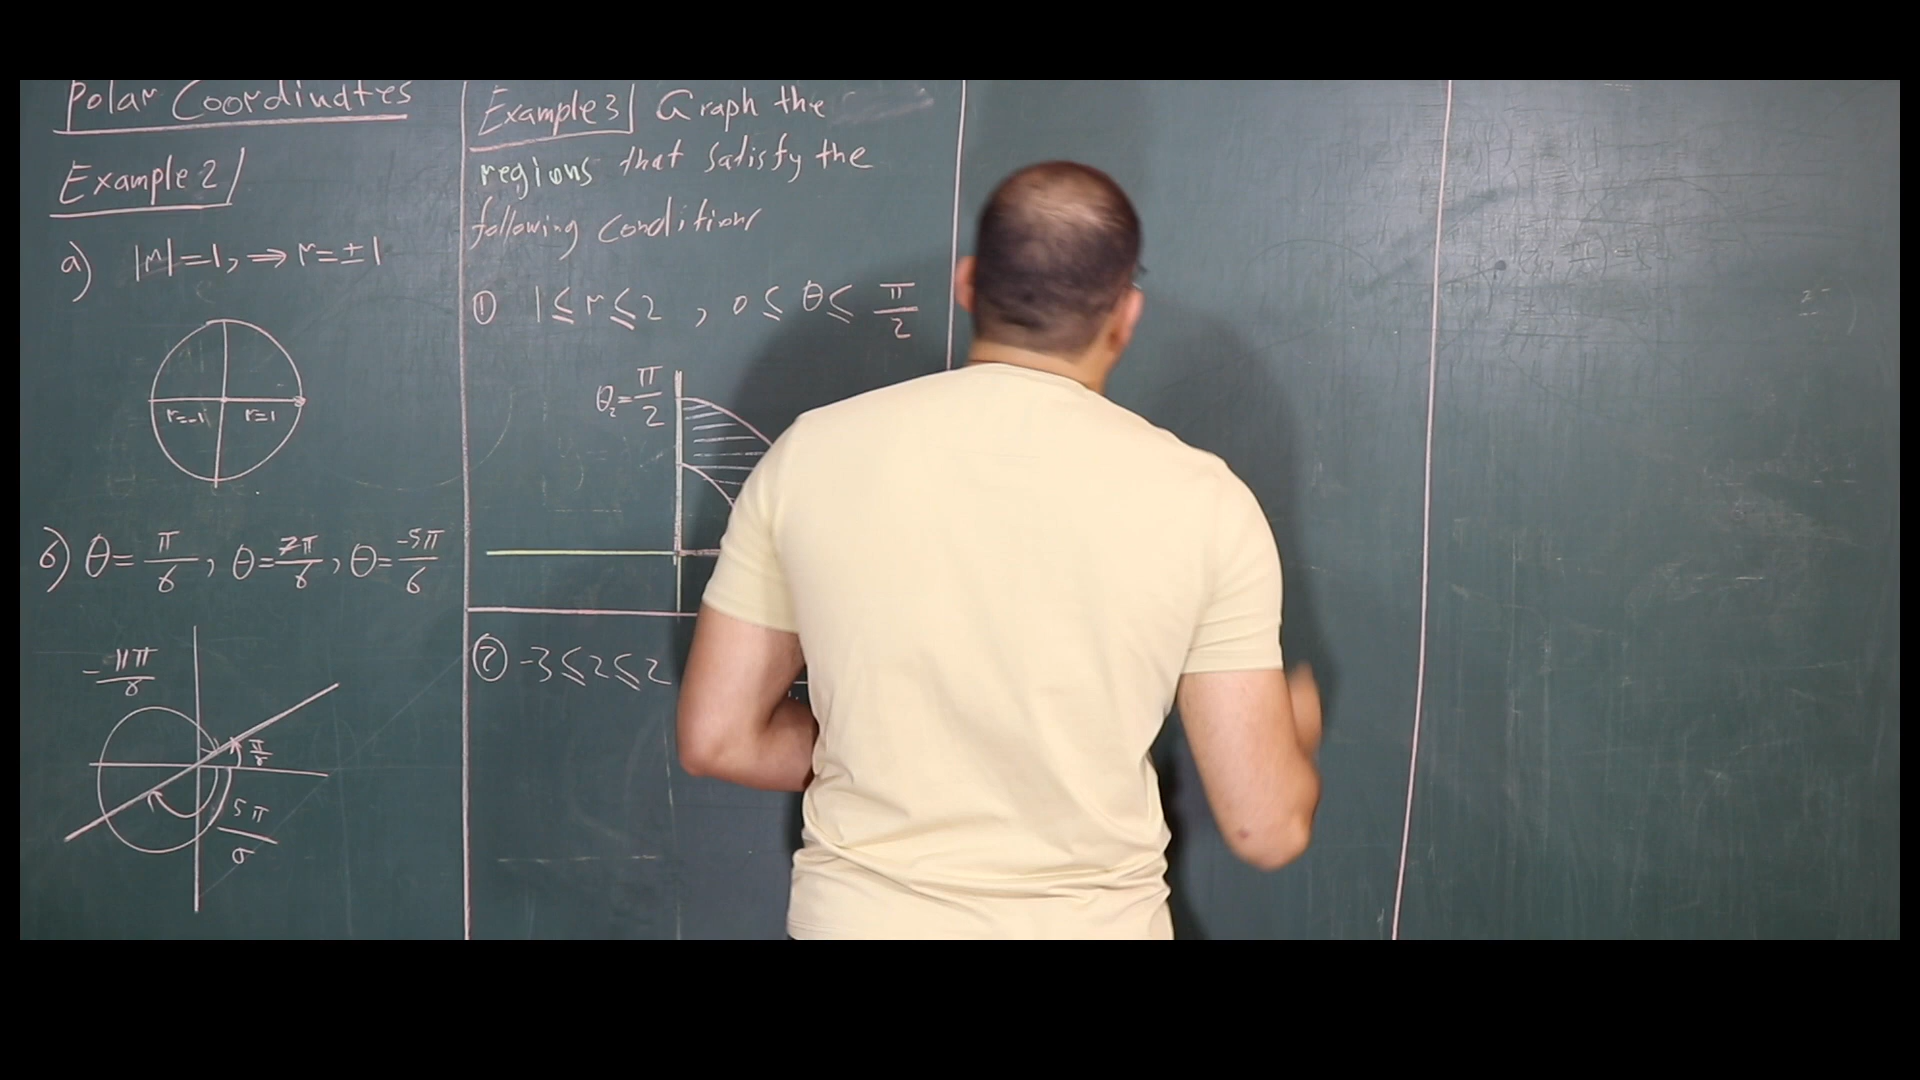 Polar Coordinates
Example 2
a) |r|=1, ⇒ r=±1
r=-1 r=1
б) θ=π/6, θ=7π/6, θ=-5π/6
-11π/6
π/6
5π/6
Example 3 Graph the
regions that satisfy the
following conditions
① 1≤r≤2 , 0≤θ≤π/2
θ₂=π/2
② -3≤2≤2